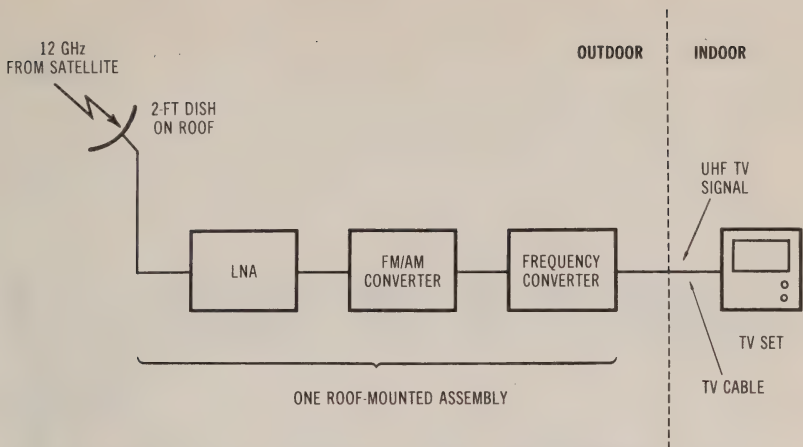 12 GHz
FROM SATELLITE
2-FT DISH
ON ROOF
OUTDOOR
INDOOR
UHF TV
SIGNAL
LNA
FM/AM
CONVERTER
FREQUENCY
CONVERTER
TV SET
TV CABLE
ONE ROOF-MOUNTED ASSEMBLY